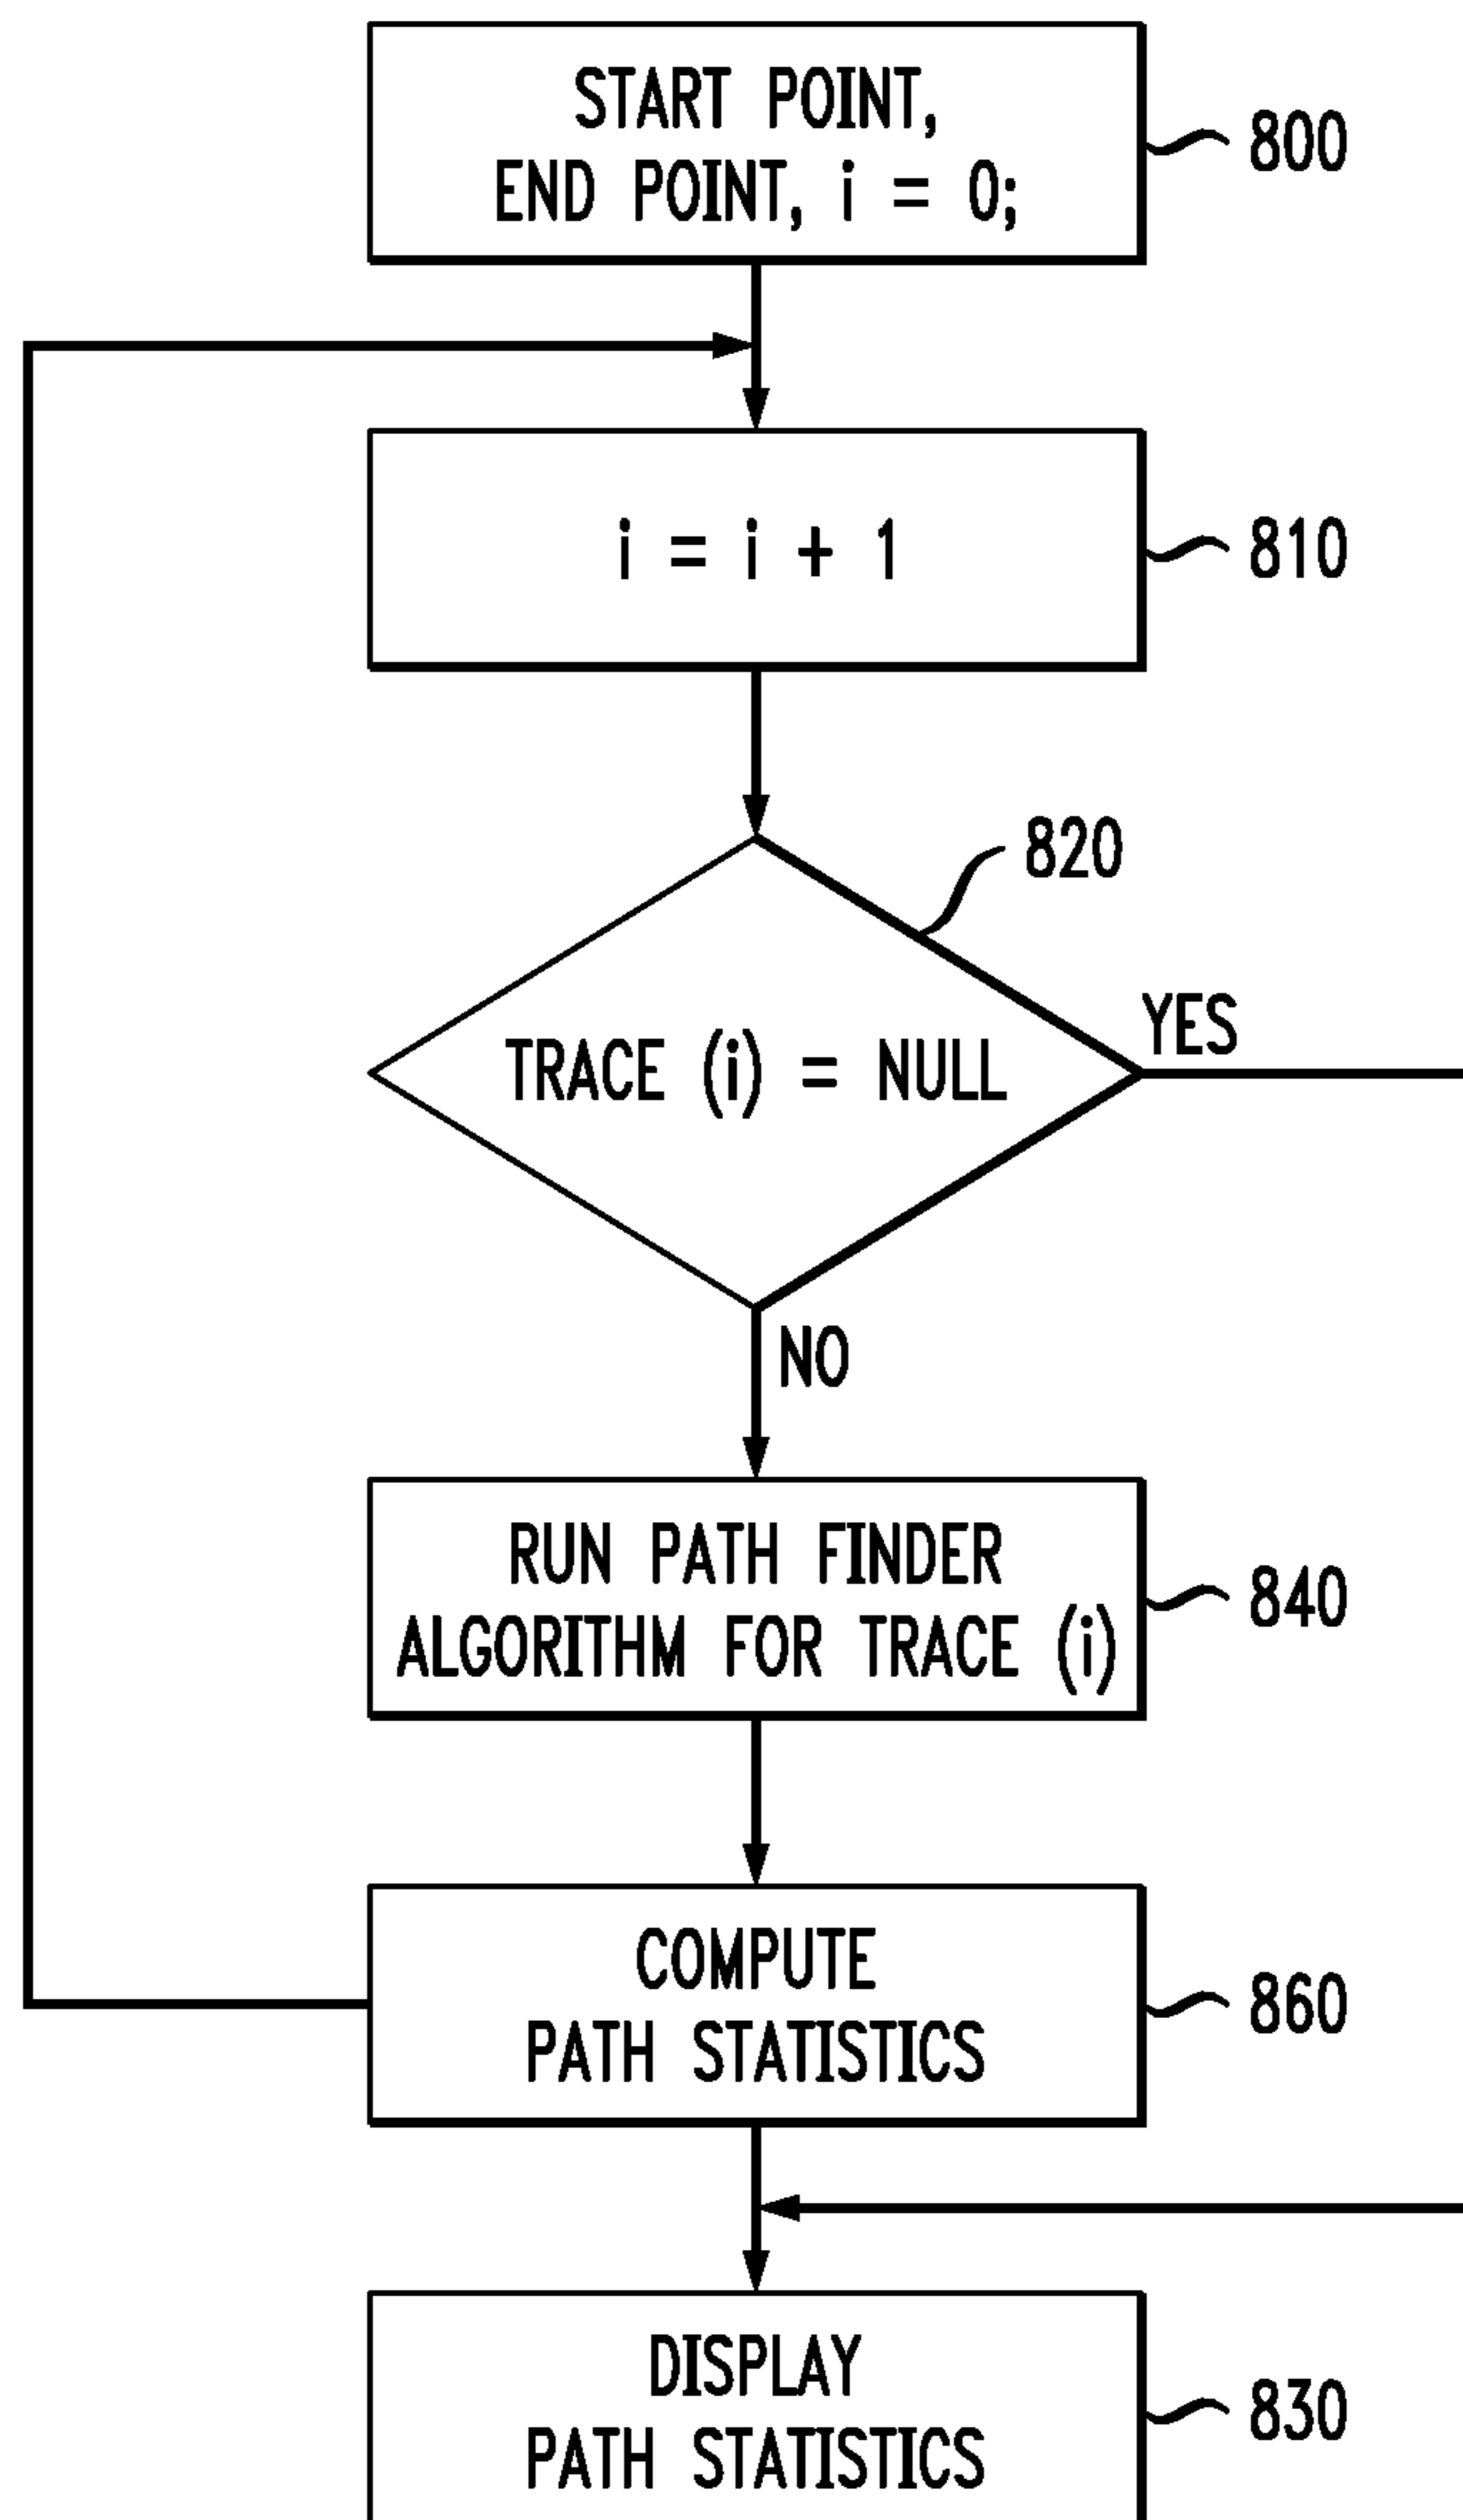 START POINT,
END POINT, i = 0;
800
i = i + 1
810
820
TRACE (i) = NULL
YES
NO
RUN PATH FINDER
ALGORITHM FOR TRACE (i)
840
COMPUTE
PATH STATISTICS
860
DISPLAY
PATH STATISTICS
830